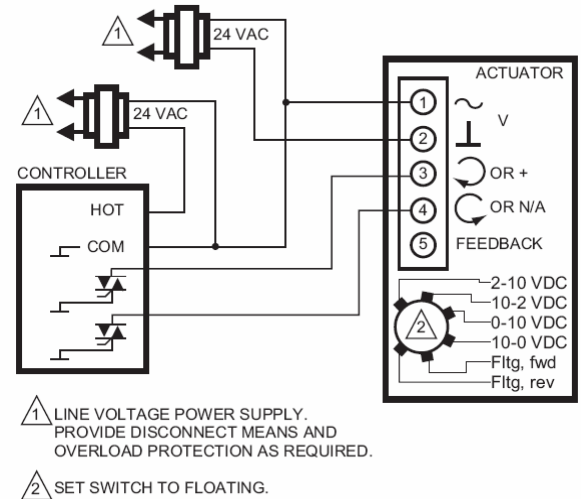 1
24 VAC
1
24 VAC
CONTROLLER
HOT
COM
ACTUATOR
1
V
2
3 OR +
4 OR N/A
5 FEEDBACK
2-10 VDC
10-2 VDC
0-10 VDC
10-0 VDC
Fltg, fwd
Fltg, rev
2
1 LINE VOLTAGE POWER SUPPLY.
PROVIDE DISCONNECT MEANS AND
OVERLOAD PROTECTION AS REQUIRED.
2 SET SWITCH TO FLOATING.